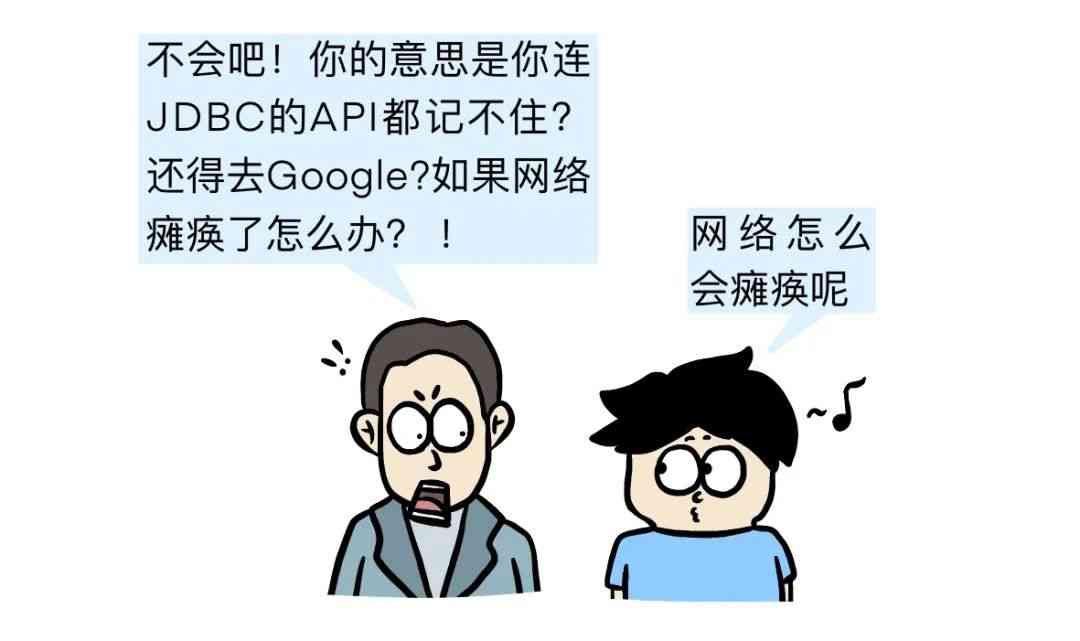 不会吧！你的意思是你连
JDBC的API都记不住？
还得去Google?如果网络
瘫痪了怎么办？！
网络怎么
会瘫痪呢